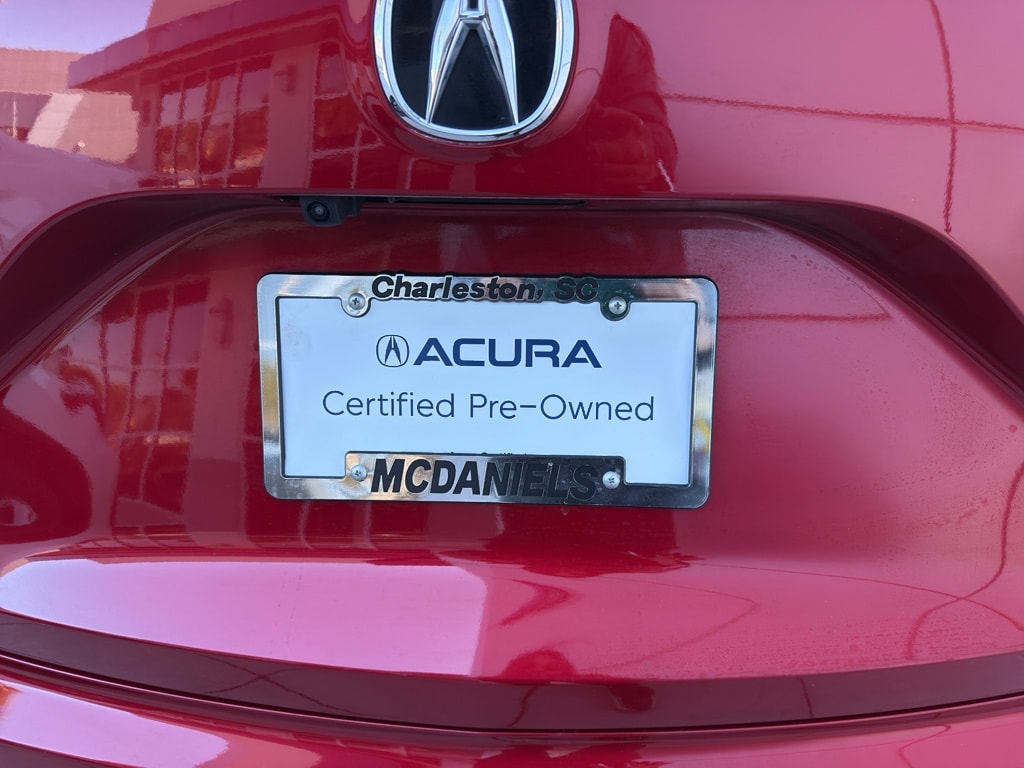 Charleston, SC
ACURA
Certified Pre-Owned
MCDANIELS